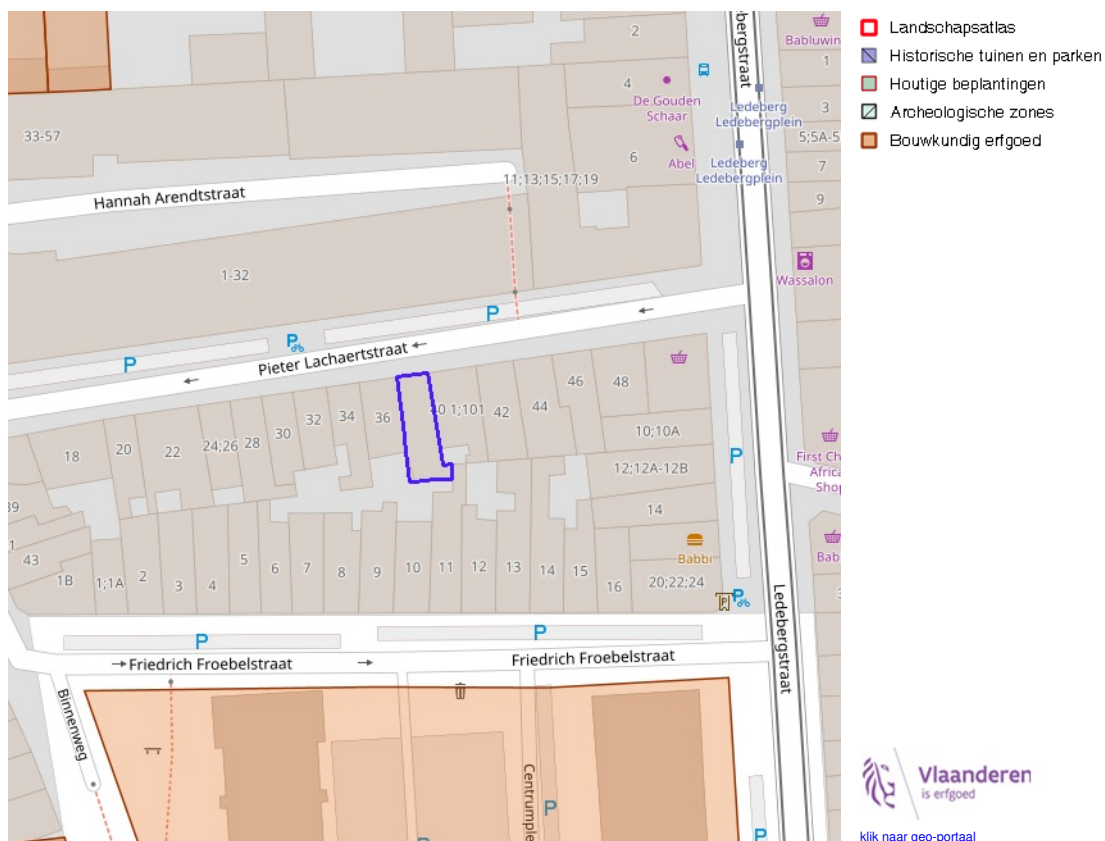 Landschapsatlas
Historische tuinen en parken
Houtige beplantingen
Archeologische zones
Bouwkundig erfgoed
2
Babluwin
1
4
De Gouden
Schaar
Ledeberg
Ledebergplein
3
33-57
5;5A-5
Abel
6
Ledeberg
Ledebergplein
7
11;13;15;17;19
Hannah Arendtstraat
9
1-32
Wassalon
P
P
P
P
Pieter Lachaertstraat
46
48
18
20
22
24;26
28
30
32
34
36
40
1;101
42
44
10;10A
12;12A-12B
P
First Ch
Africa
Shop
14
39
1
43
1B
1;1A
2
3
4
5
6
7
8
9
10
11
12
13
14
15
16
Babbi
20;22;24
Bab
P
P
P
P
Friedrich Froebelstraat
Friedrich Froebelstraat
Ledebergstraat
Binnenweg
Centrumple
P
P
P
Vlaanderen
is erfgoed
klik naar geo-portaal